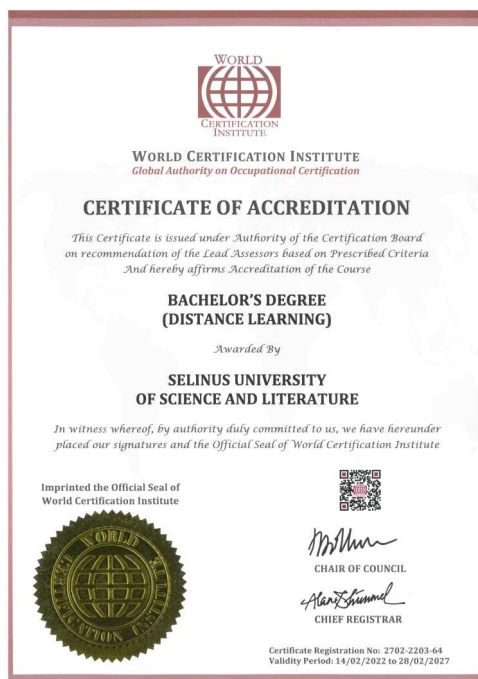 WORLD
CERTIFICATION
INSTITUTE
WORLD CERTIFICATION INSTITUTE
Global Authority on Occupational Certification
CERTIFICATE OF ACCREDITATION
This Certificate is issued under Authority of the Certification Board
on recommendation of the Lead Assessors based on Prescribed Criteria
And hereby affirms Accreditation of the Course
BACHELOR'S DEGREE
(DISTANCE LEARNING)
Awarded By
SELINUS UNIVERSITY
OF SCIENCE AND LITERATURE
In witness whereof, by authority duly committed to us, we have hereunder
placed our signatures and the Official Seal of World Certification Institute
Imprinted the Official Seal of
World Certification Institute
WORLD
CERTIFICATION INSTITUTE
CHAIR OF COUNCIL
CHIEF REGISTRAR
Certificate Registration No: 2702-2203-64
Validity Period: 14/02/2022 to 28/02/2027